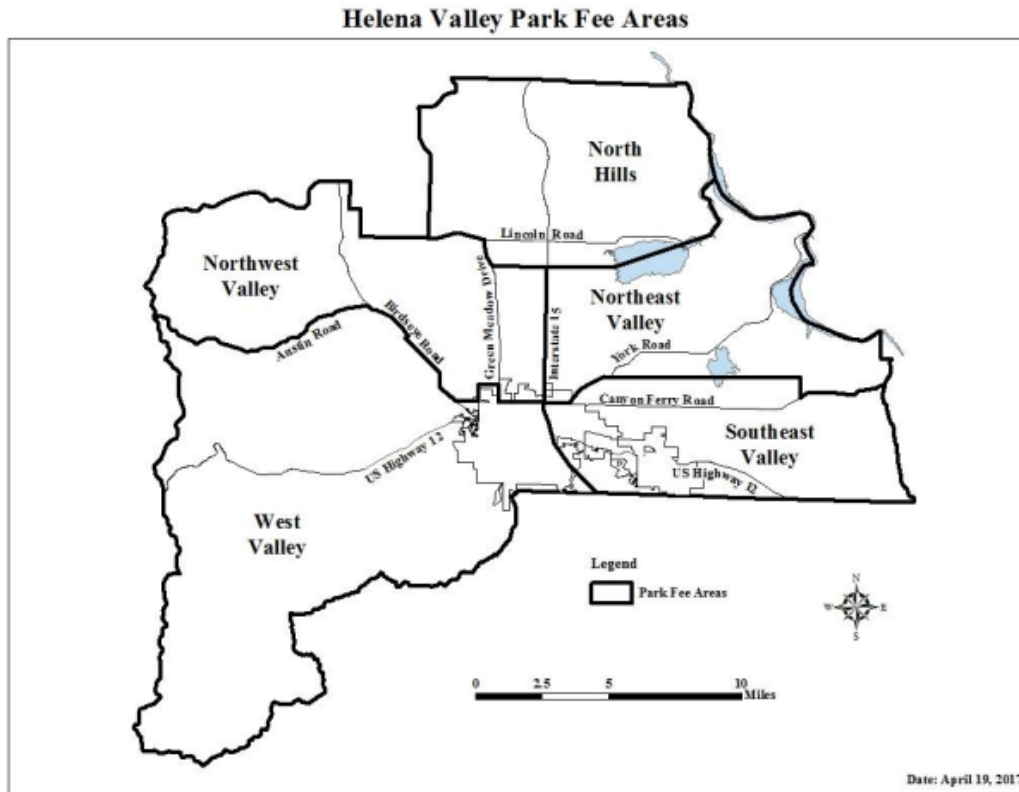 Helena Valley Park Fee Areas
North
Hills
Lincoln Road
Northwest
Valley
Green Meadow Drive
Northeast
Valley
Birdseye Road
Interstate 15
Austin Road
York Road
Canyon Ferry Road
Southeast
Valley
US Highway 12
US Highway 12
West
Valley
Legend
Park Fee Areas
N
W
E
S
0
2.5
5
10
Miles
Date: April 19, 2017